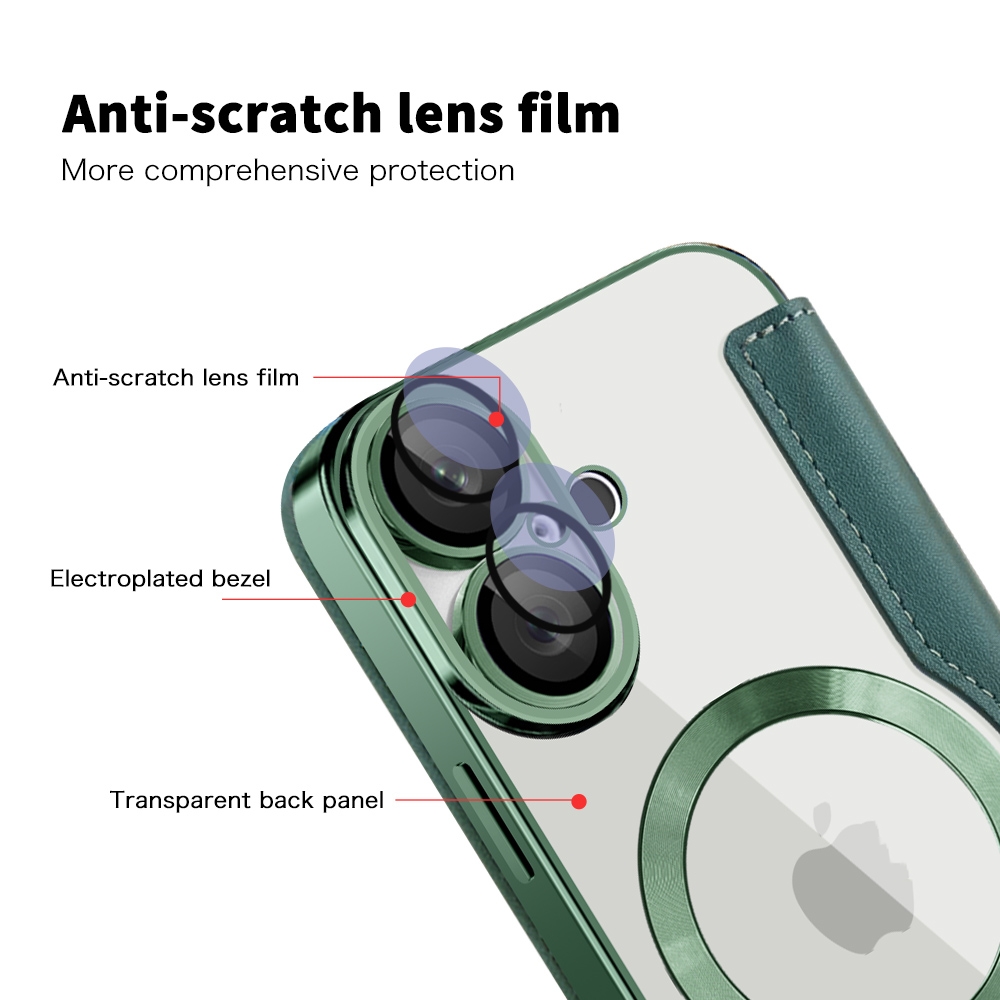 Anti-scratch lens film
More comprehensive protection
Anti-scratch lens film
Electroplated bezel
Transparent back panel